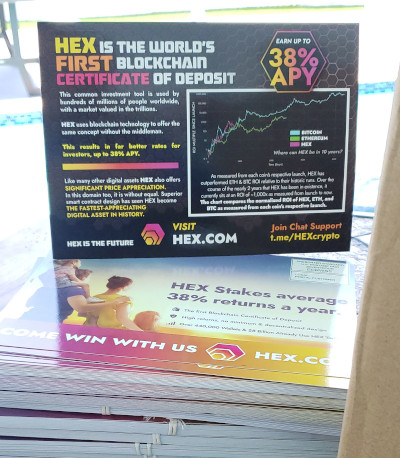 HEX IS THE WORLD'S
FIRST BLOCKCHAIN
CERTIFICATE OF DEPOSIT
EARN UP TO
38%
APY
This common investment tool is used by
hundreds of millions of people worldwide,
with a market valued in the trillions.
HEX uses blockchain technology to offer the
same concept without the middleman.
This results in far better rates for
investors, up to 38% APY.
Like many other digital assets HEX also offers
SIGNIFICANT PRICE APPRECIATION.
In this domain too, it is without equal. Superior
smart contract design has seen HEX become
THE FASTEST-APPRECIATING
DIGITAL ASSET IN HISTORY.
ROI MULTIPLE SINCE LAUNCH
BITCOIN
ETHEREUM
HEX
Where can HEX be in 10 years?
As measured from each coin's respective launch, HEX has
outperformed ETH & BTC ROI relative to their historic runs. Over
course of the nearly 2 years that HEX has been in existence, it
currently sits at an ROI of
as measured from launch to now.
The chart compares the normalised ROI of HEX, ETH, and
BTC as measured from each coin's respective launch.
HEX IS THE FUTURE
VISIT
HEX.COM
Join Chat Support
t.me/HEXcrypto
HEX Stakes average
38% returns a year.
The first Blockchain Certificate of Deposit
High return, no minimum & decentralized design
COME WIN WITH US
HEX.CO